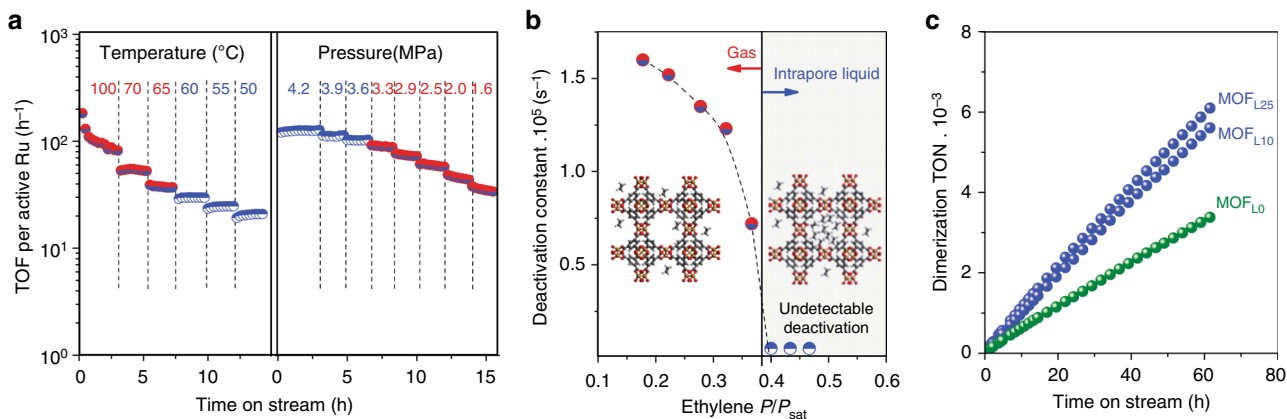 a
Temperature (°C)
Pressure(MPa)
100 70 65 60 55 50
4.2 3.9 3.6 3.3 2.9 2.5 2.0 1.6
TOF per active Ru (h⁻¹)
10³
10²
10¹
10⁰
0 5 10 0 5 10 15
Time on stream (h)
b
Gas
Intrapore liquid
Deactivation constant . 10⁵ (s⁻¹)
1.5
1.0
0.5
Undetectable
deactivation
0.1 0.2 0.3 0.4 0.5 0.6
Ethylene P/Psat
c
Dimerization TON . 10⁻³
8
6
4
2
0
MOFL25
MOFL10
MOFL0
0 20 40 60 80
Time on stream (h)